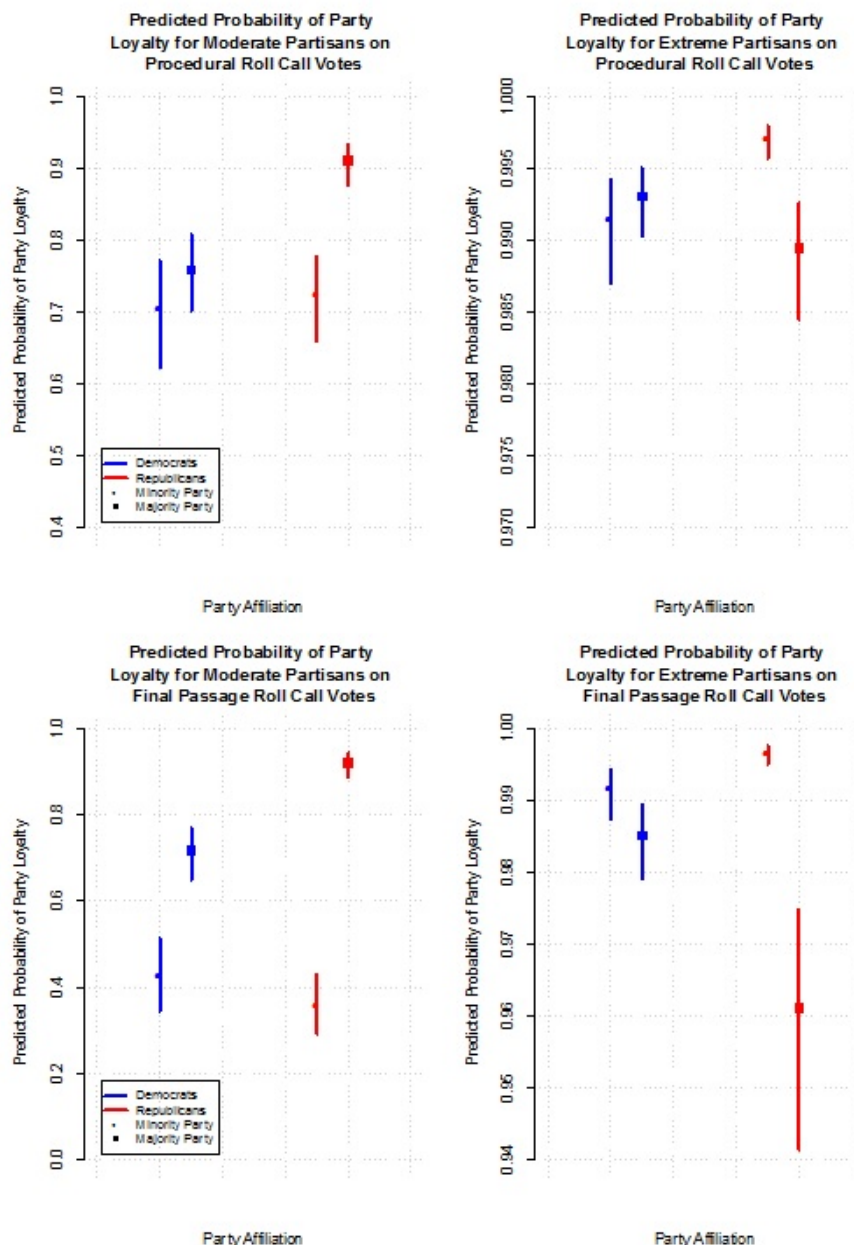 Predicted Probability of Party
Loyalty for Moderate Partisans on
Procedural Roll Call Votes
Predicted Probability of Party Loyalty
1.0
0.9
0.8
0.7
0.6
0.5
0.4
Democrats
Republicans
Minority Party
Majority Party
Party Affiliation
Predicted Probability of Party
Loyalty for Extreme Partisans on
Procedural Roll Call Votes
Predicted Probability of Party Loyalty
1.000
0.995
0.990
0.985
0.980
0.975
0.970
Party Affiliation
Predicted Probability of Party
Loyalty for Moderate Partisans on
Final Passage Roll Call Votes
Predicted Probability of Party Loyalty
1.0
0.8
0.6
0.4
0.2
0.0
Democrats
Republicans
Minority Party
Majority Party
Party Affiliation
Predicted Probability of Party
Loyalty for Extreme Partisans on
Final Passage Roll Call Votes
Predicted Probability of Party Loyalty
1.00
0.99
0.98
0.97
0.96
0.95
0.94
Party Affiliation